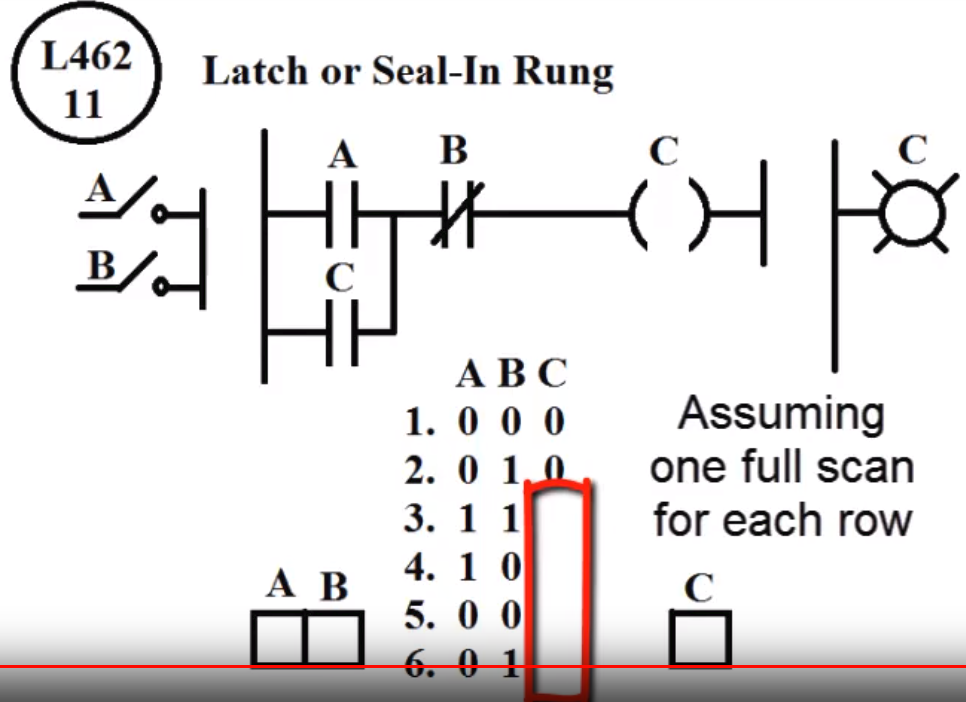 L462
11
Latch or Seal-In Rung
A
B
A
B
C
C
C
A B C
1. 0 0 0
2. 0 1 0
3. 1 1
4. 1 0
5. 0 0
6. 0 1
Assuming
one full scan
for each row
A B
C